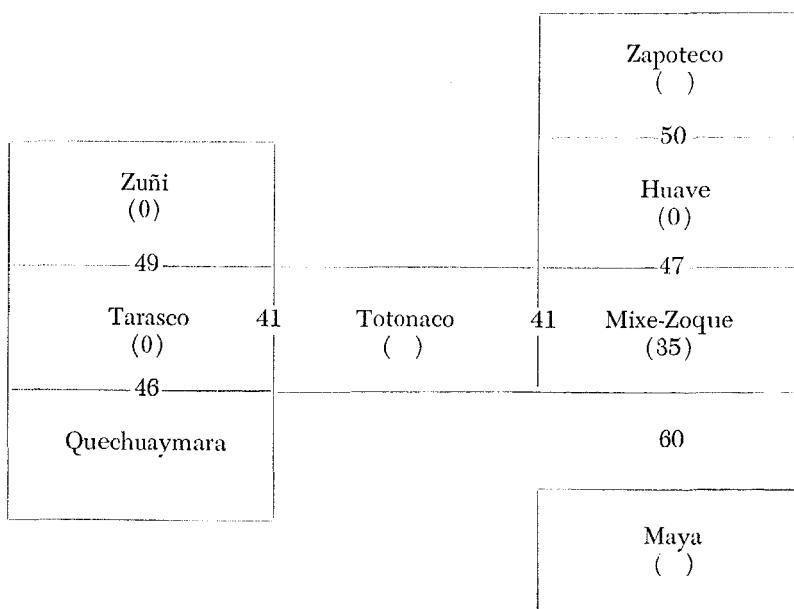 Zapoteco
( )
50
Zuñi
(0)
Huave
(0)
49
47
Tarasco 41 Totonaco 41 Mixe-Zoque
(0) ( ) (35)
46
Quechuaymara 60
Maya
( )